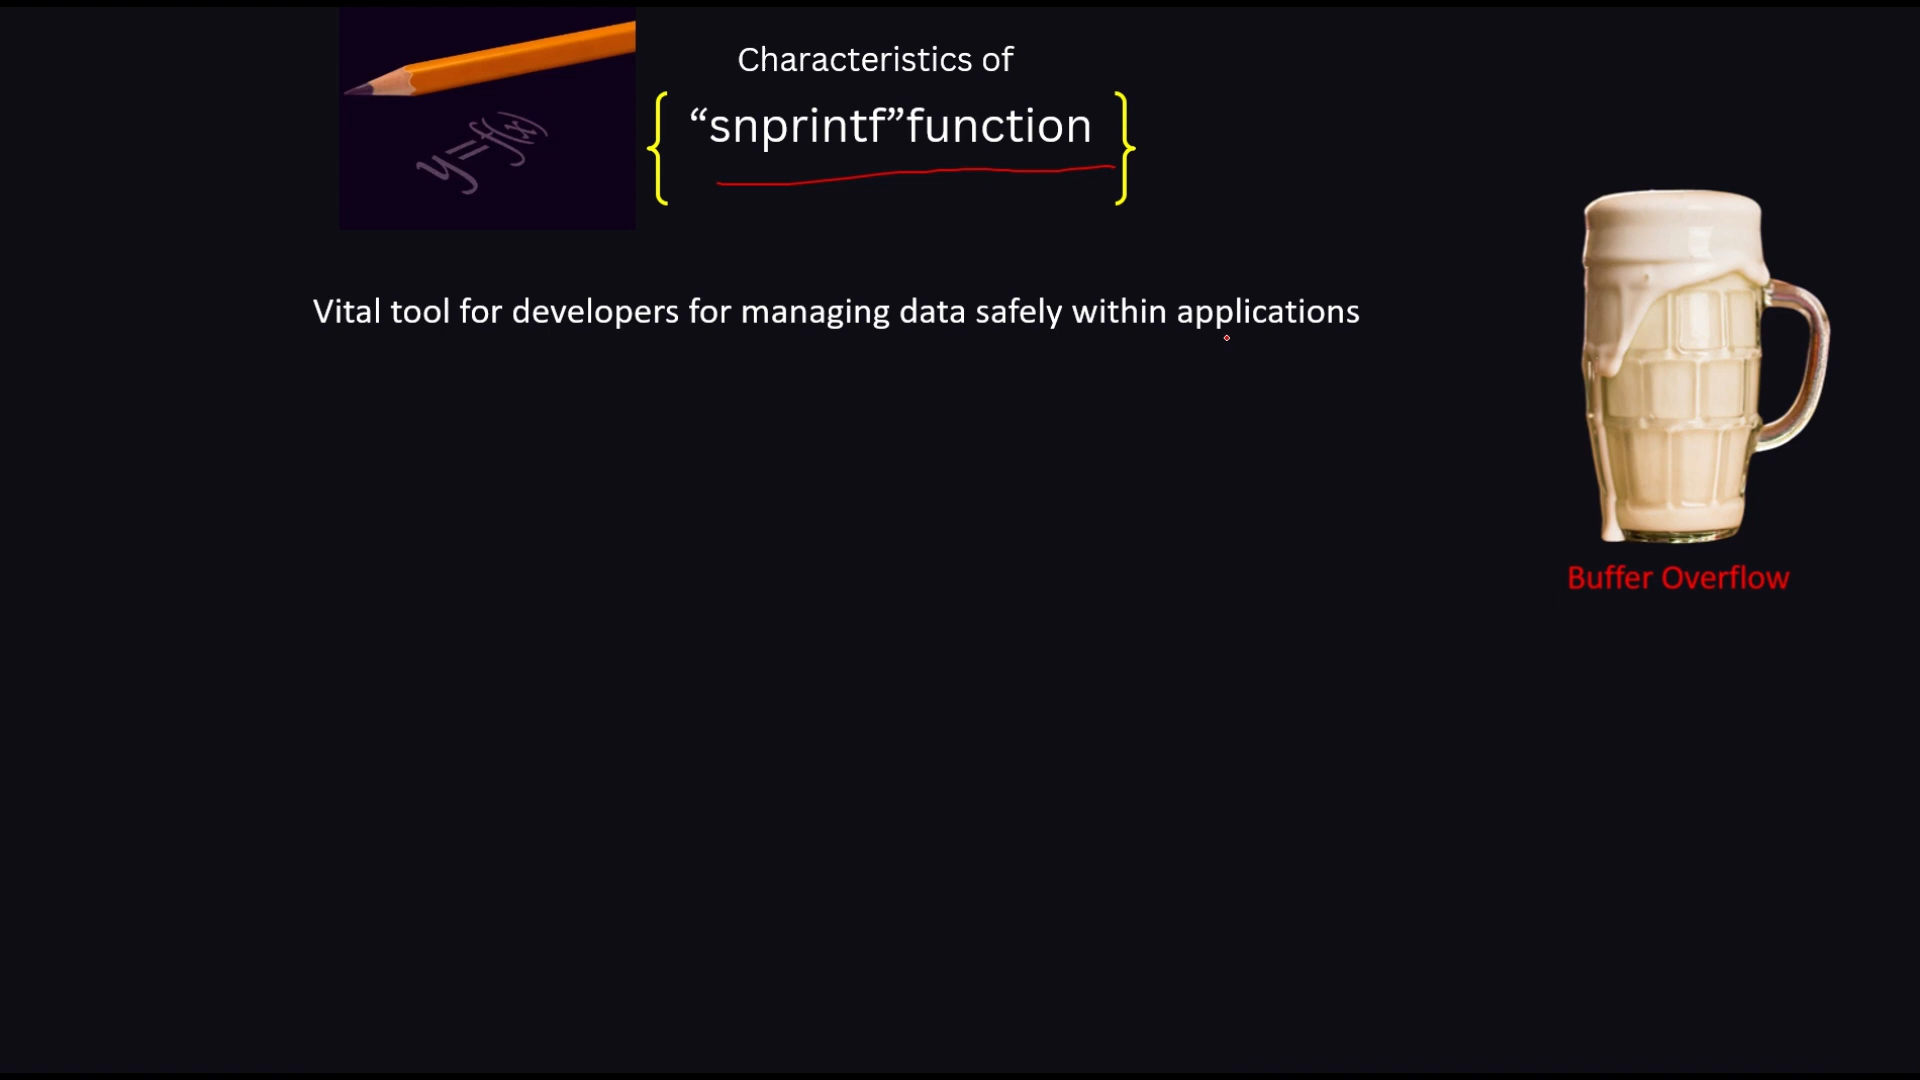 y=f(x)
Characteristics of
“snprintf”function
Vital tool for developers for managing data safely within applications
Buffer Overflow